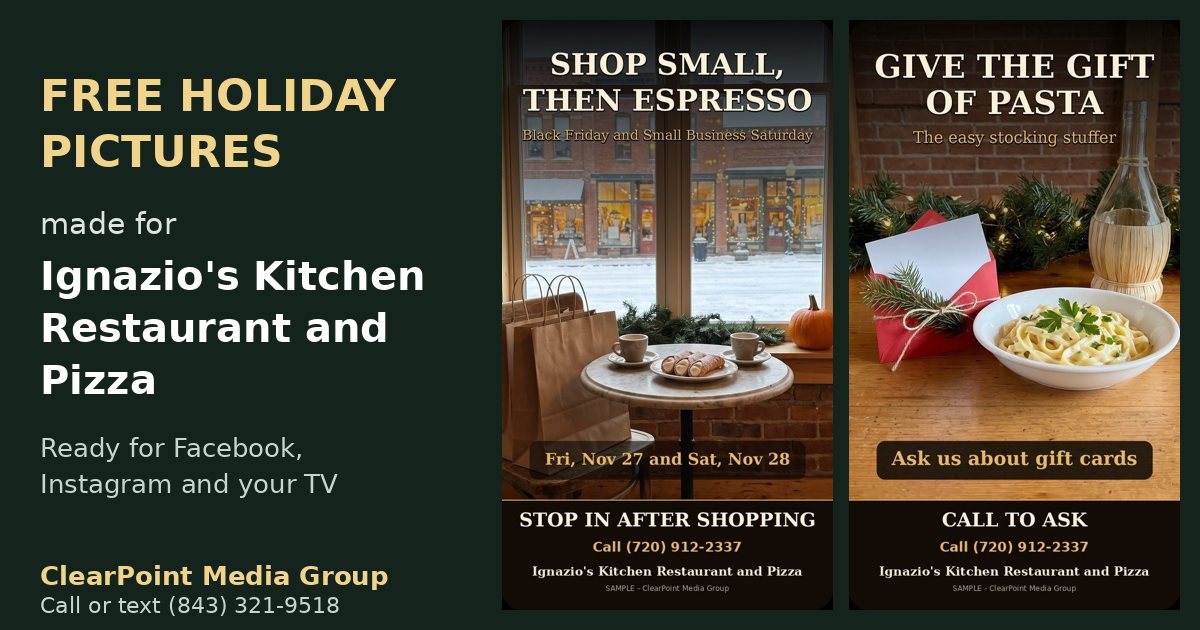 FREE HOLIDAY
PICTURES
made for
Ignazio's Kitchen
Restaurant and
Pizza
Ready for Facebook,
Instagram and your TV
ClearPoint Media Group
Call or text (843) 321-9518
SHOP SMALL,
THEN ESPRESSO
Black Friday and Small Business Saturday
Fri, Nov 27 and Sat, Nov 28
STOP IN AFTER SHOPPING
Call (720) 912-2337
Ignazio's Kitchen Restaurant and Pizza
SAMPLE - ClearPoint Media Group
GIVE THE GIFT
OF PASTA
The easy stocking stuffer
Ask us about gift cards
CALL TO ASK
Call (720) 912-2337
Ignazio's Kitchen Restaurant and Pizza
SAMPLE - ClearPoint Media Group